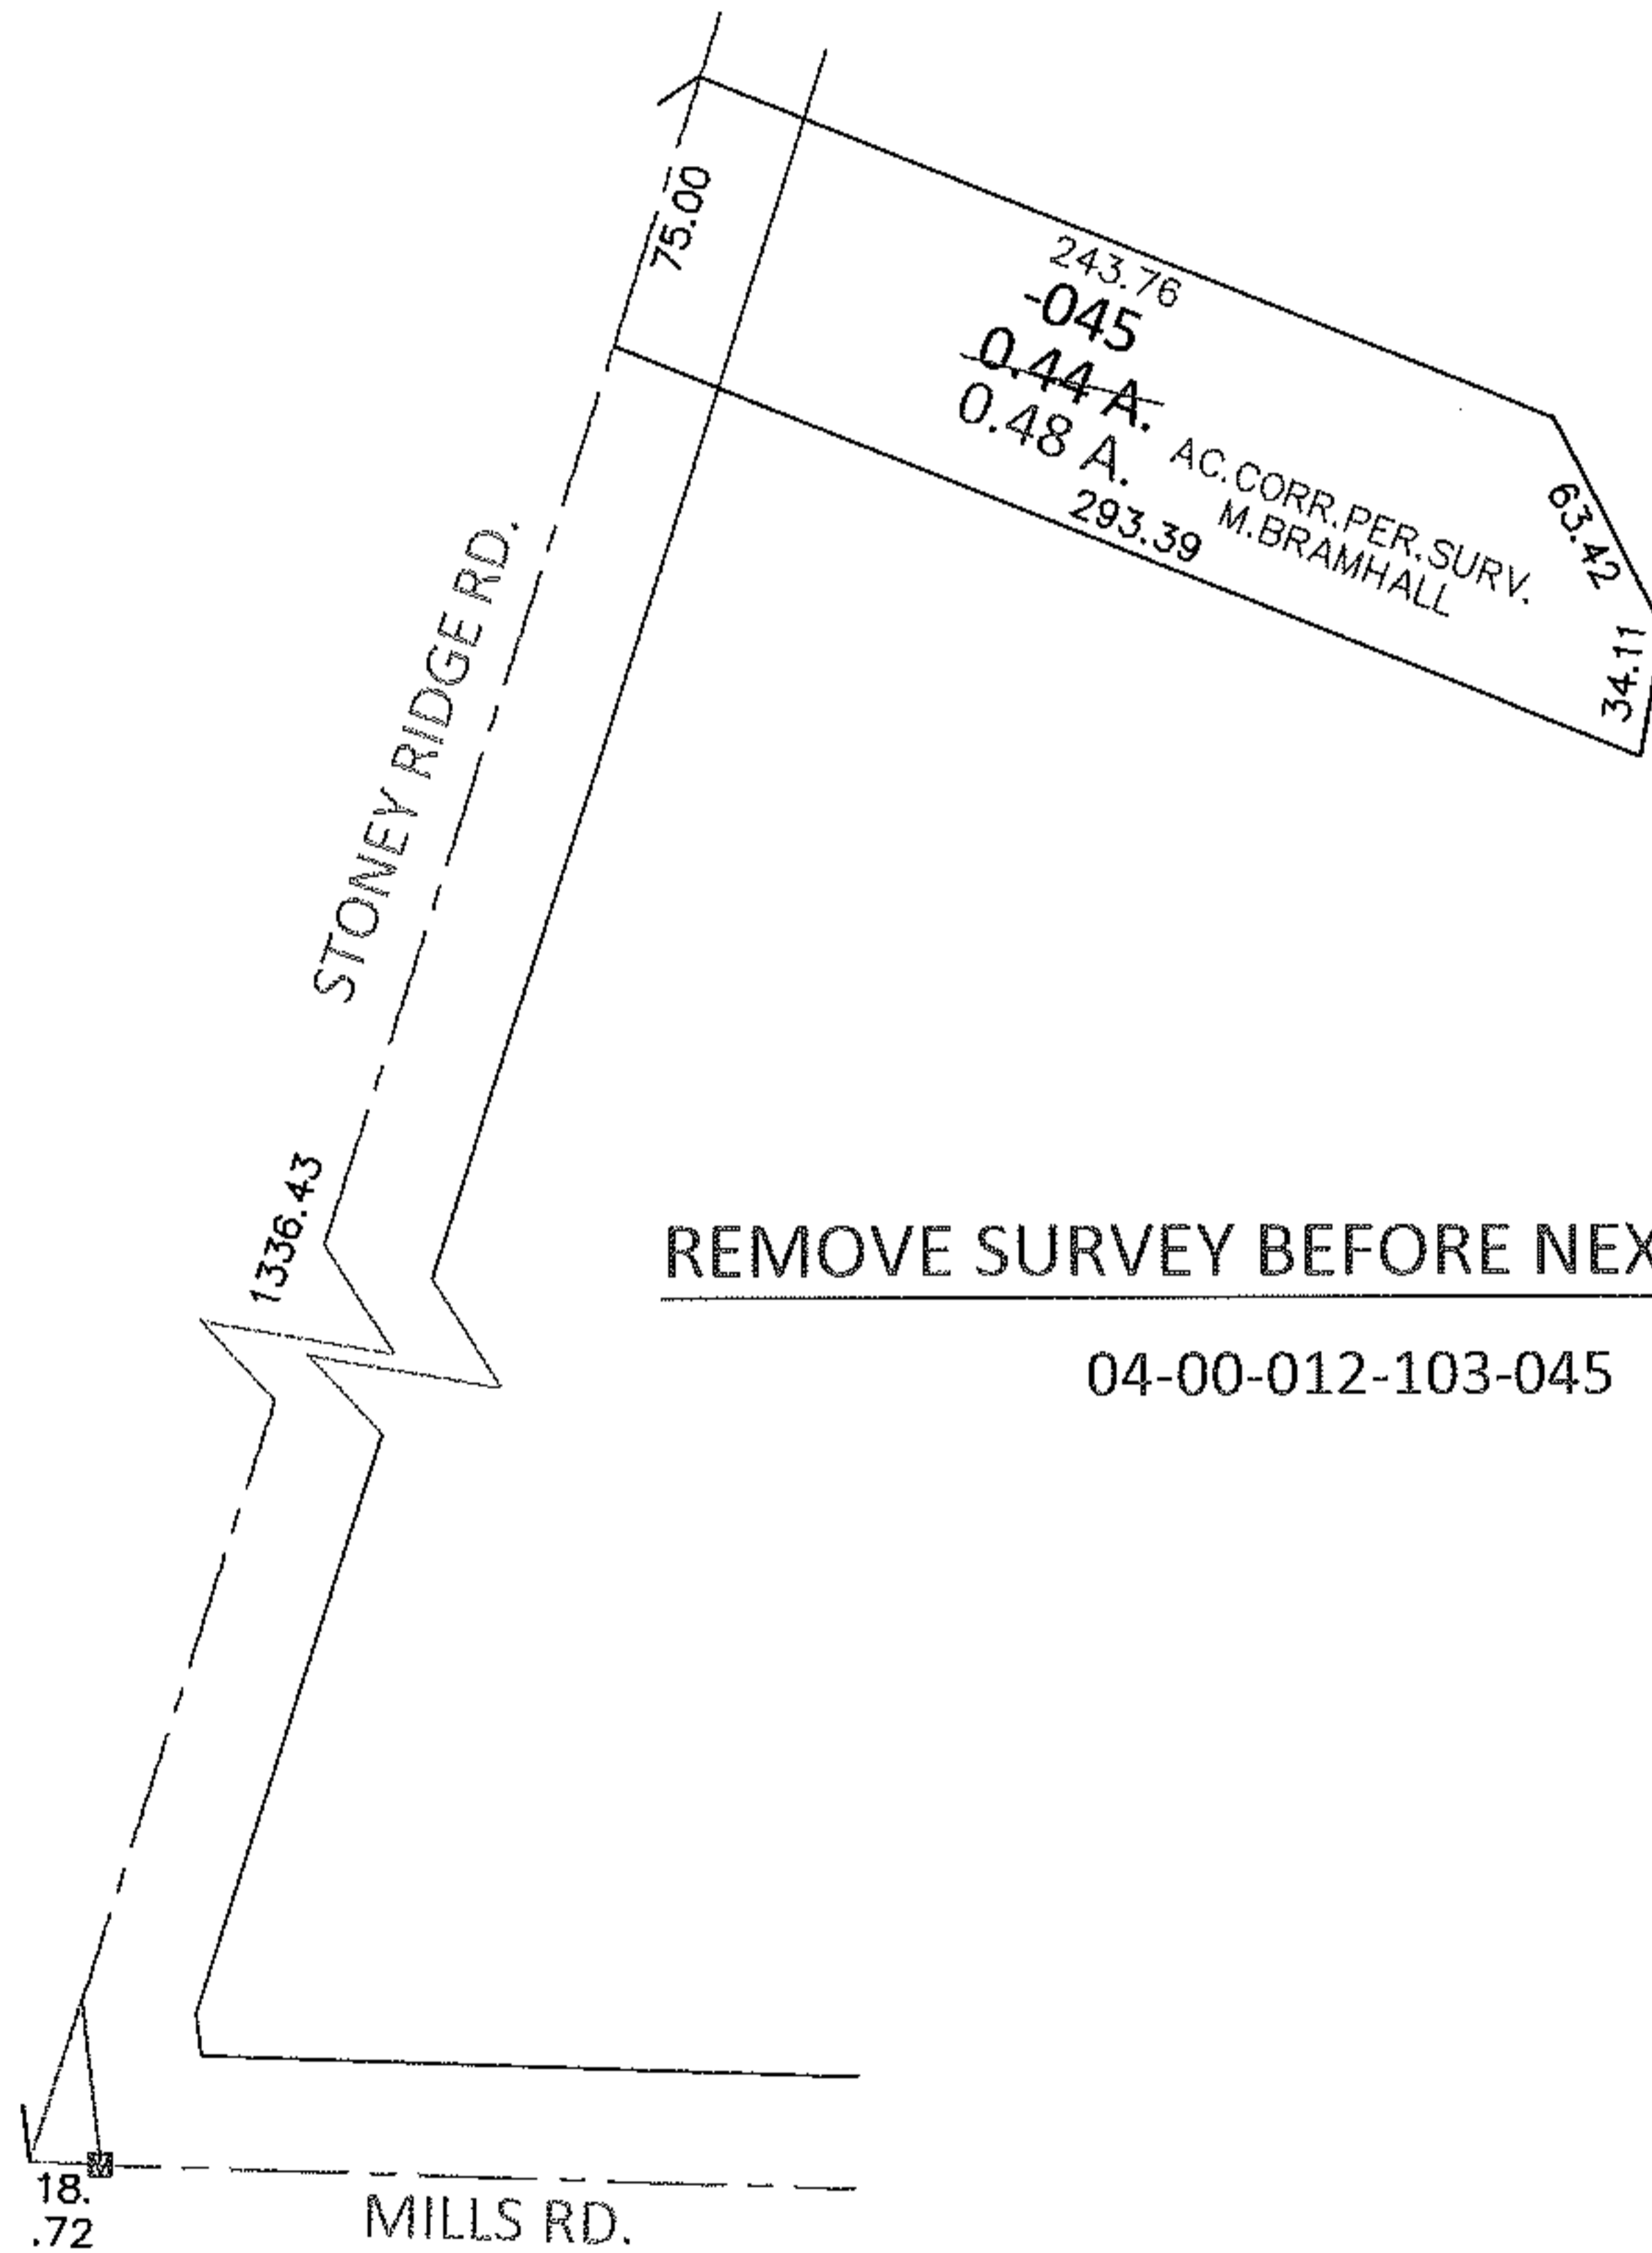 75.00
243.76
-045
0.44 A.
0.48 A.
AC.CORR.PER.SURV.
M.BRAMHALL
293.39
63.42
34.11
STONEY RIDGE RD.
1336.43
REMOVE SURVEY BEFORE NEX
04-00-012-103-045
18.
.72
MILLS RD.